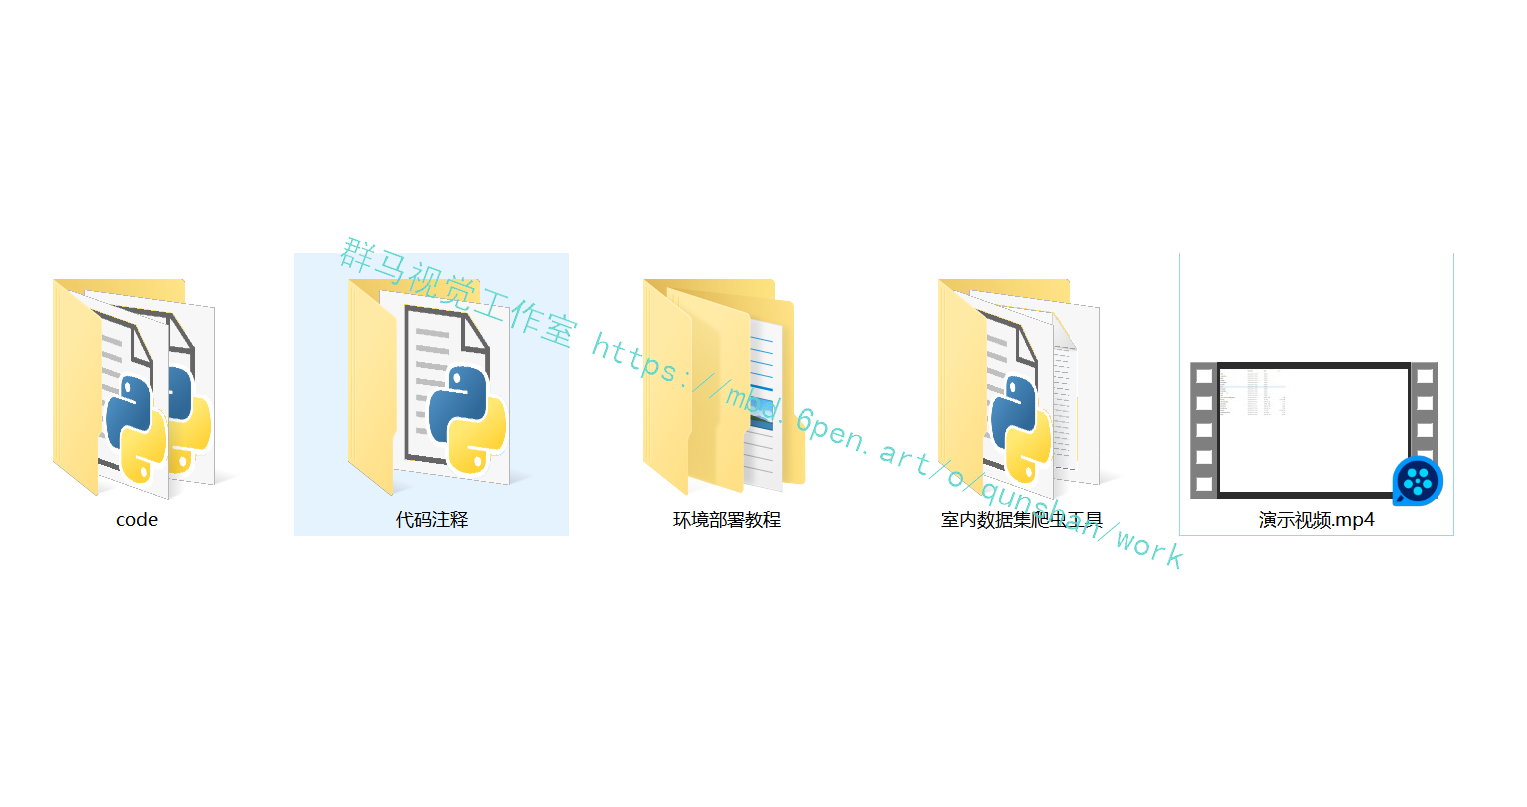 群马视觉工作室 https://mbd.6pen.art/o/qunshan/work
code
代码注释
环境部署教程
室内数据集爬虫工具
演示视频.mp4